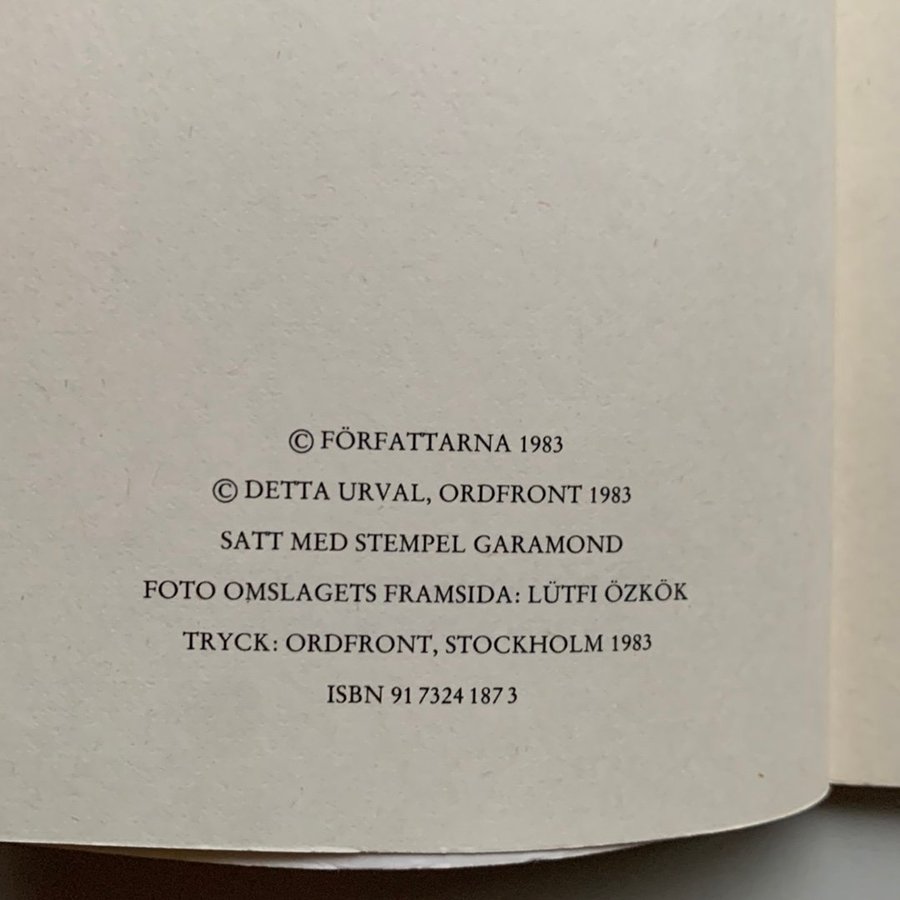 © FÖRFATTARNA 1983
© DETTA URVAL, ORDFRONT 1983
SATT MED STEMPEL GARAMOND
FOTO OMSLAGETS FRAMSIDA: LÜTFI ÖZKÖK
TRYCK: ORDFRONT, STOCKHOLM 1983
ISBN 91 7324 187 3